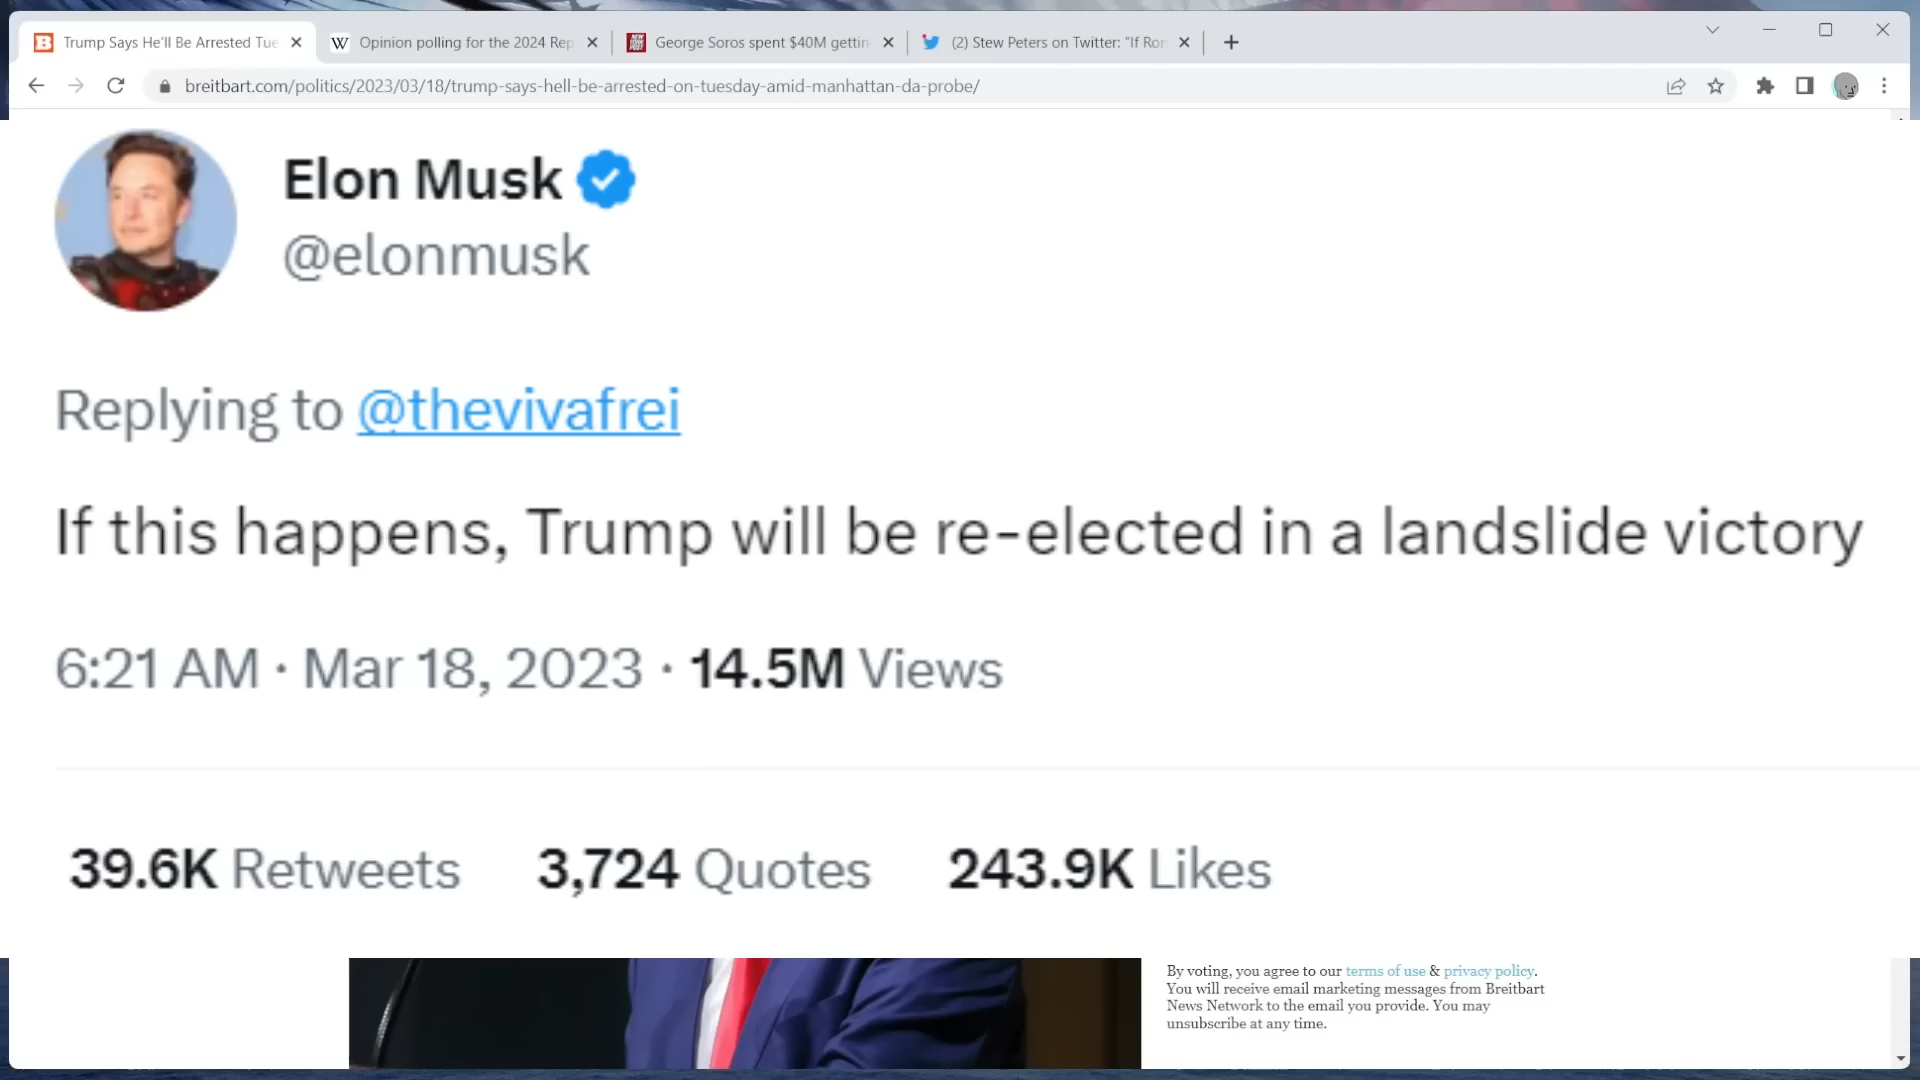 Trump Says He'll Be Arrested Tue
Opinion polling for the 2024 Rep
George Soros spent $40M gettin
(2) Stew Peters on Twitter: "If Ron
breitbart.com/politics/2023/03/18/trump-says-hell-be-arrested-on-tuesday-amid-manhattan-da-probe/
Elon Musk
@elonmusk
Replying to @thevivafrei
If this happens, Trump will be re-elected in a landslide victory
6:21 AM · Mar 18, 2023 · 14.5M Views
39.6K Retweets 3,724 Quotes 243.9K Likes
By voting, you agree to our terms of use & privacy policy.
You will receive email marketing messages from Breitbart
News Network to the email you provide. You may
unsubscribe at any time.